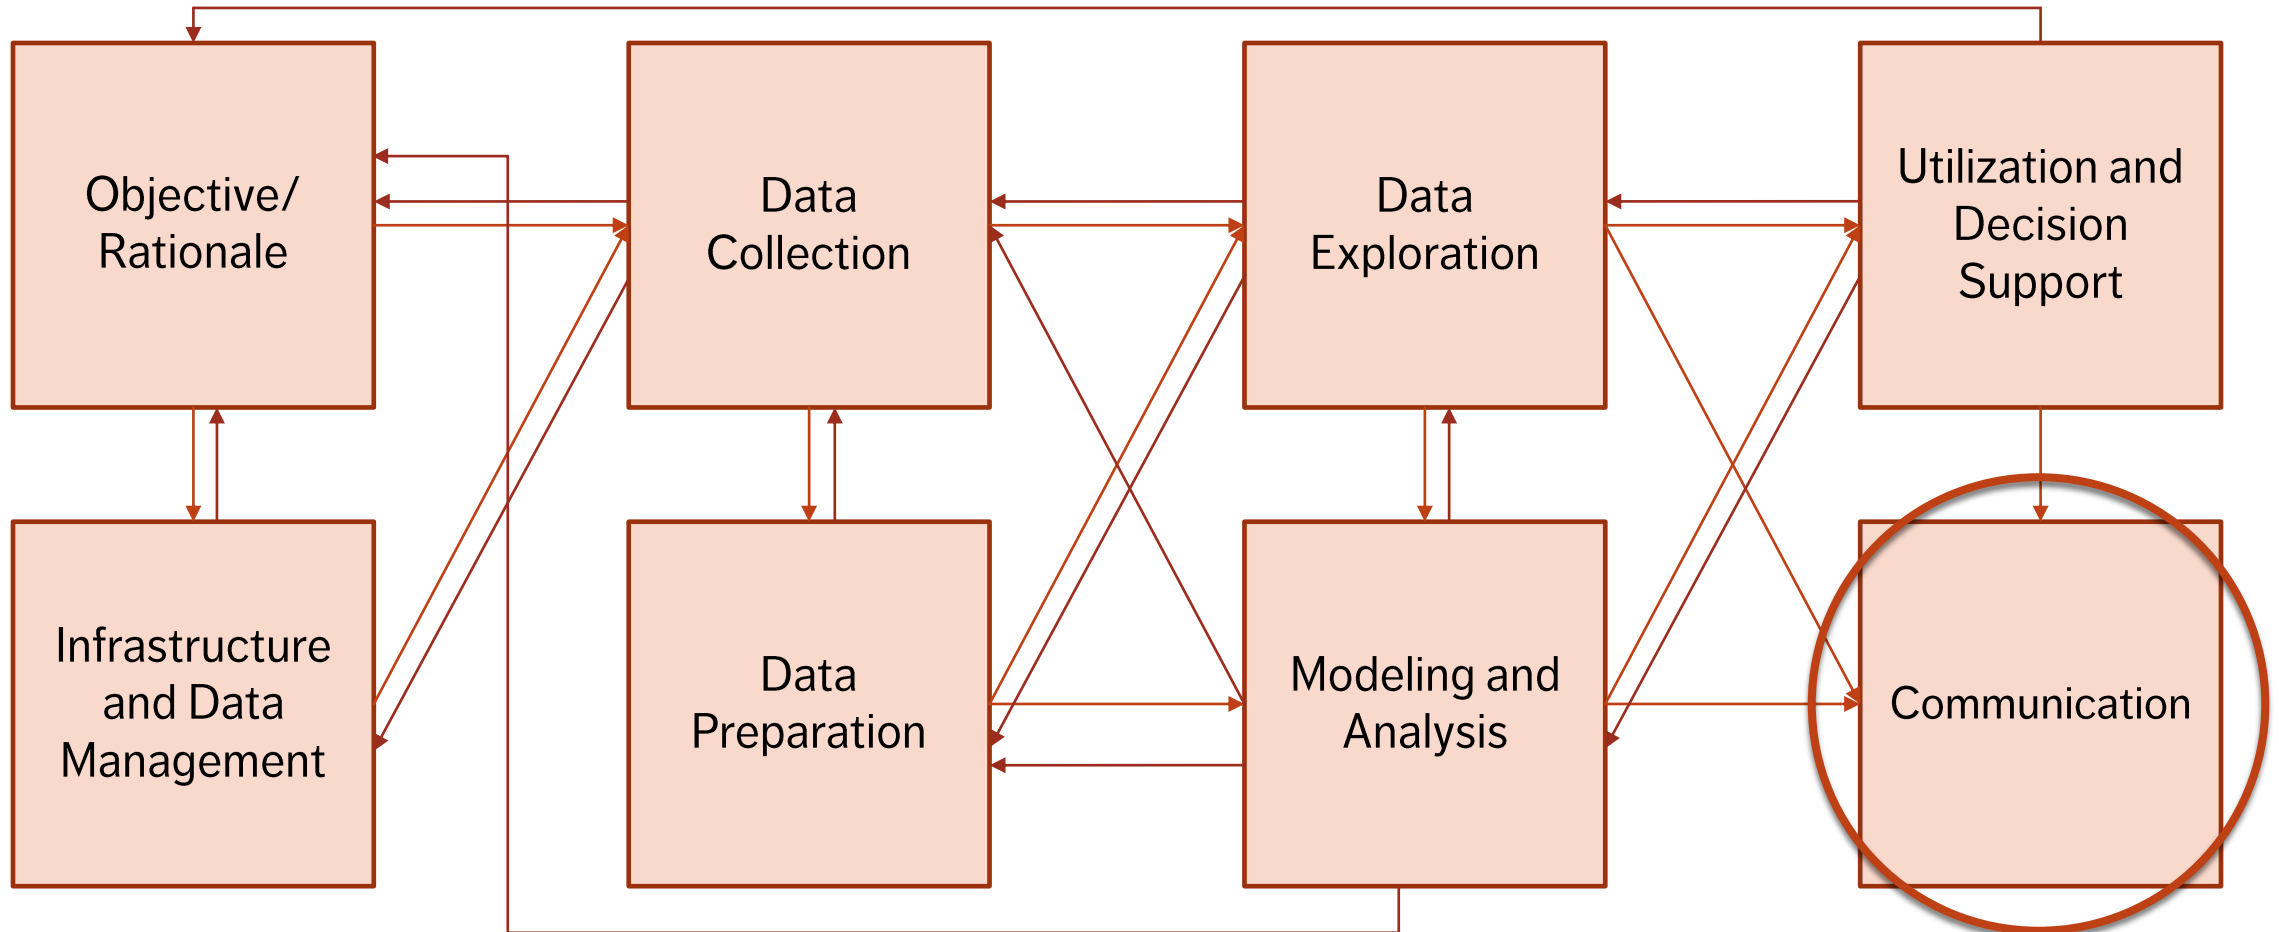 Objective/
Rationale
Data
Collection
Data
Exploration
Utilization and
Decision
Support
Infrastructure
and Data
Management
Data
Preparation
Modeling and
Analysis
Communication